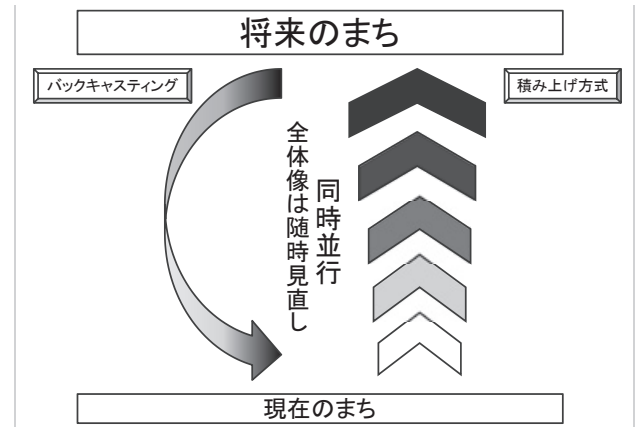 将来のまち
バックキャスティング
積み上げ方式
同時並行
全体像は随時見直し
現在のまち